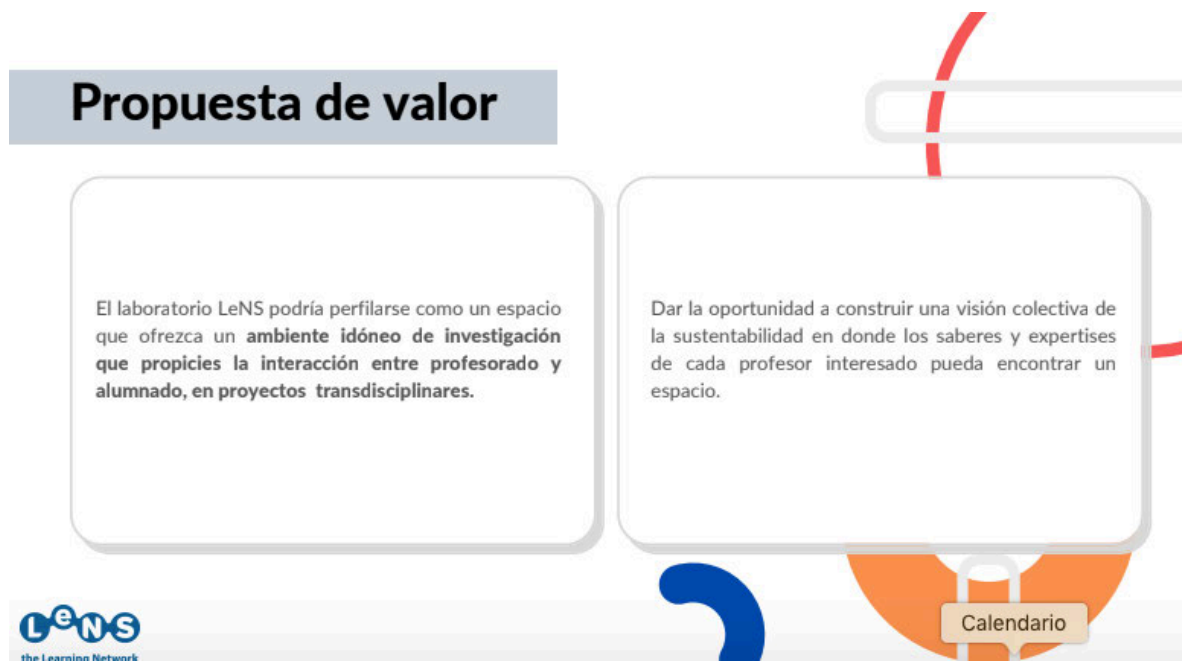 Propuesta de valor
El laboratorio LeNS podría perfilarse como un espacio
que ofrezca un ambiente idóneo de investigación
que propicies la interacción entre profesorado y
alumnado, en proyectos transdisciplinares.
Dar la oportunidad a construir una visión colectiva de
la sustentabilidad en donde los saberes y expertises
de cada profesor interesado pueda encontrar un
espacio.
LeNS
the Learning Network
Calendario